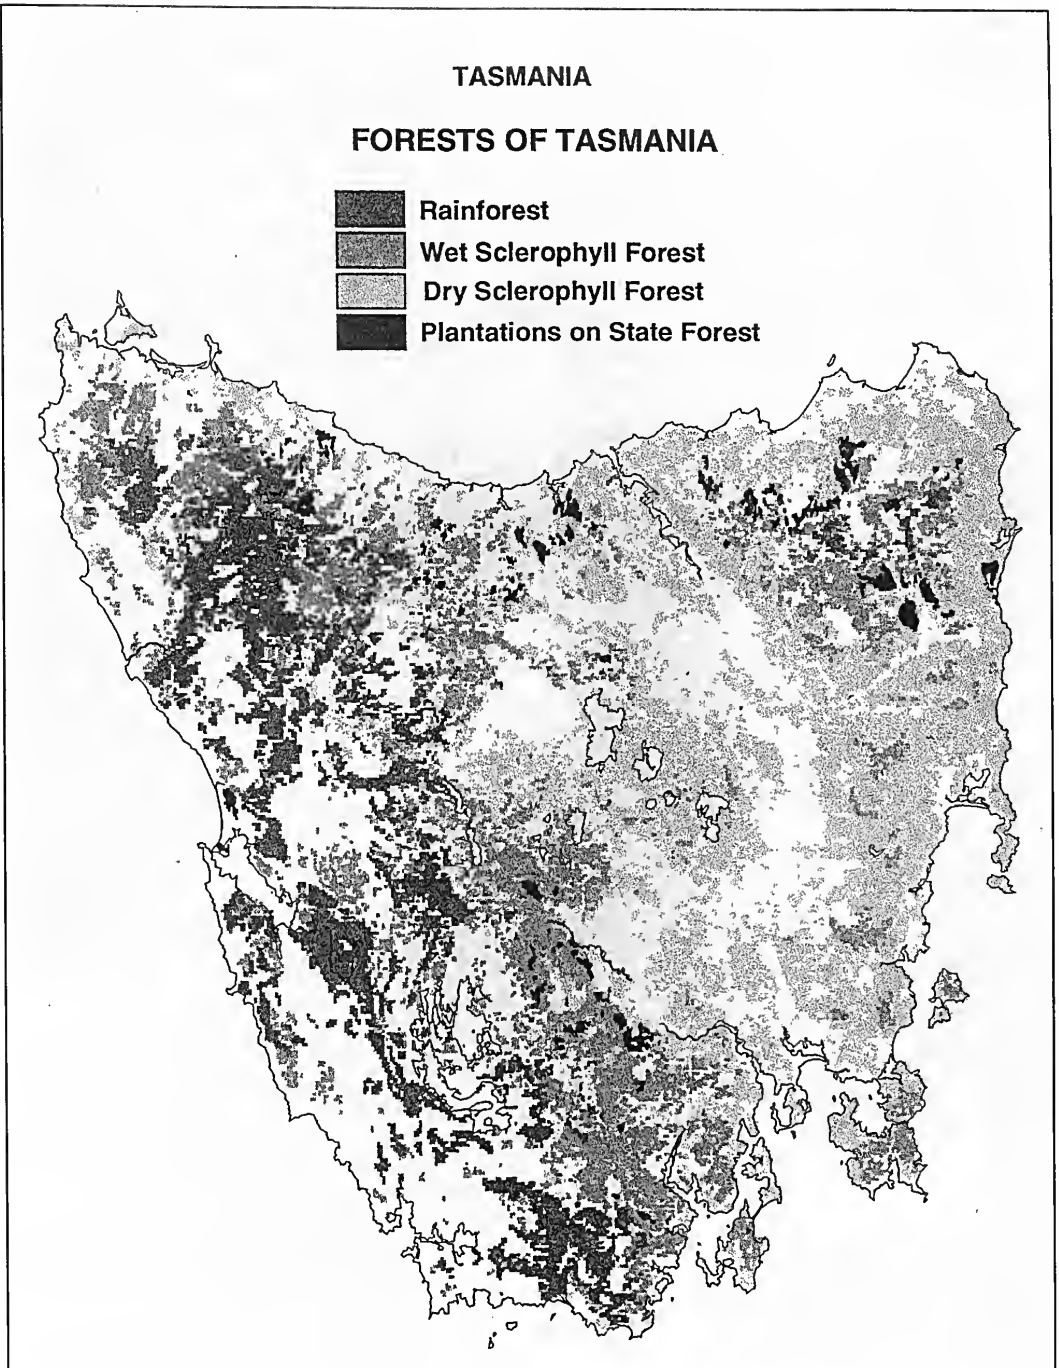 TASMANIA
FORESTS OF TASMANIA
Rainforest
Wet Sclerophyll Forest
Dry Sclerophyll Forest
Plantations on State Forest